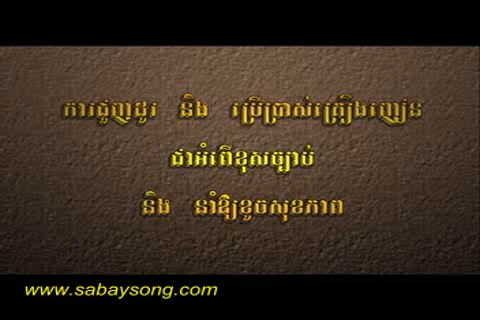 ការជួញដូរ និង ប្រើប្រាស់គ្រឿងញៀន
ជាអំពើខុសច្បាប់
និង នាំឱ្យខូចសុខភាព
www.sabaysong.com